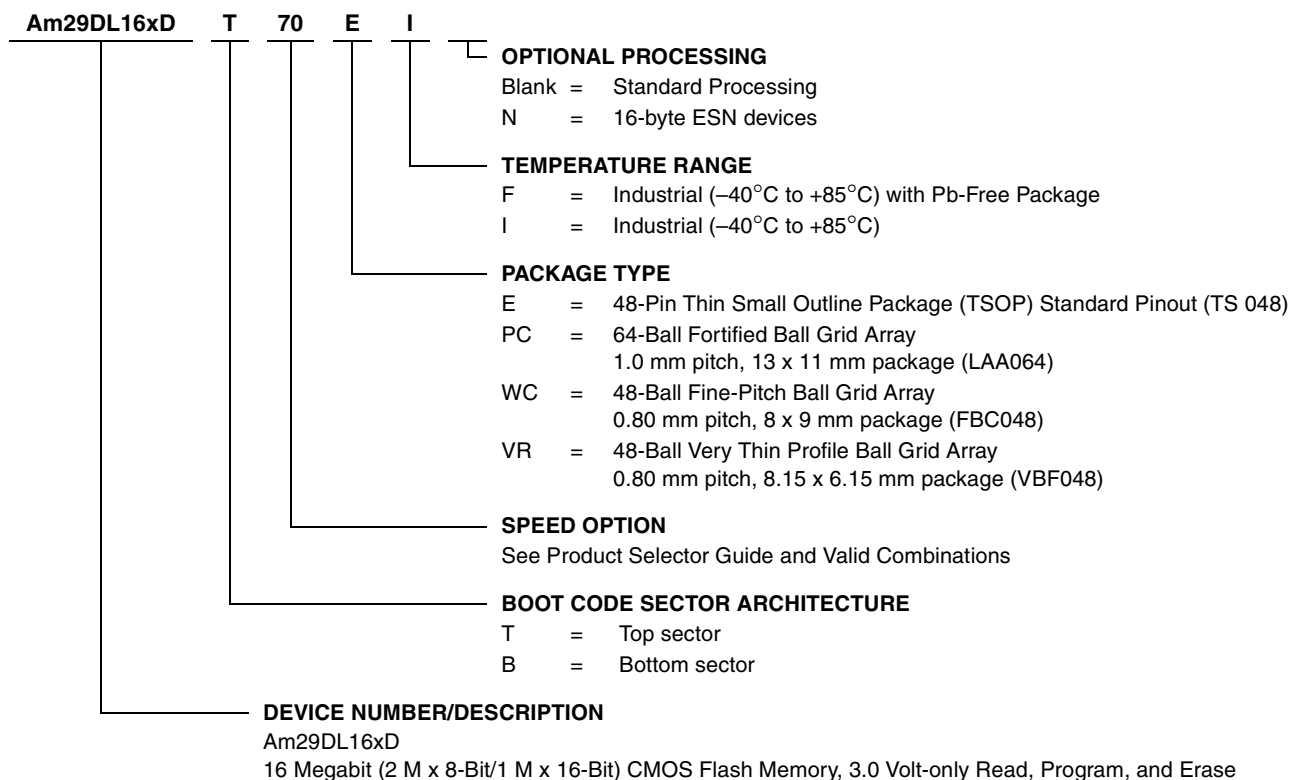 Am29DL16xD T 70 E I
OPTIONAL PROCESSING
Blank = Standard Processing
N = 16-byte ESN devices
TEMPERATURE RANGE
F = Industrial (–40°C to +85°C) with Pb-Free Package
I = Industrial (–40°C to +85°C)
PACKAGE TYPE
E = 48-Pin Thin Small Outline Package (TSOP) Standard Pinout (TS 048)
PC = 64-Ball Fortified Ball Grid Array
1.0 mm pitch, 13 x 11 mm package (LAA064)
WC = 48-Ball Fine-Pitch Ball Grid Array
0.80 mm pitch, 8 x 9 mm package (FBC048)
VR = 48-Ball Very Thin Profile Ball Grid Array
0.80 mm pitch, 8.15 x 6.15 mm package (VBF048)
SPEED OPTION
See Product Selector Guide and Valid Combinations
BOOT CODE SECTOR ARCHITECTURE
T = Top sector
B = Bottom sector
DEVICE NUMBER/DESCRIPTION
Am29DL16xD
16 Megabit (2 M x 8-Bit/1 M x 16-Bit) CMOS Flash Memory, 3.0 Volt-only Read, Program, and Erase